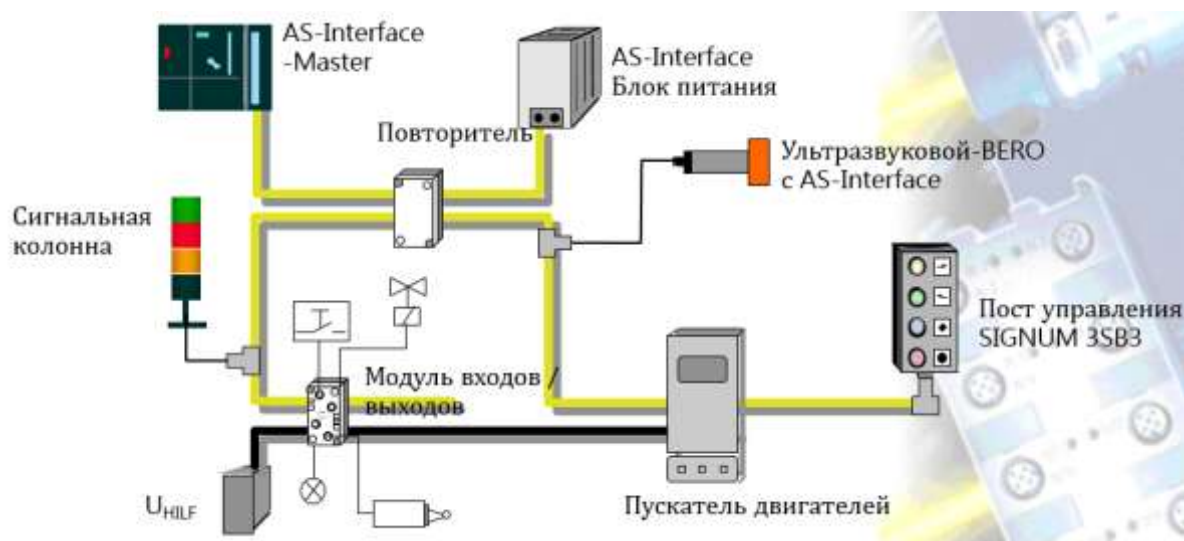 AS-Interface
-Master
AS-Interface
Блок питания
Повторитель
Ультразвуковой-BERO
с AS-Interface
Сигнальная
колонна
Пост управления
SIGNUM 3SB3
Модуль входов /
выходов
Пускатель двигателей
UHILF